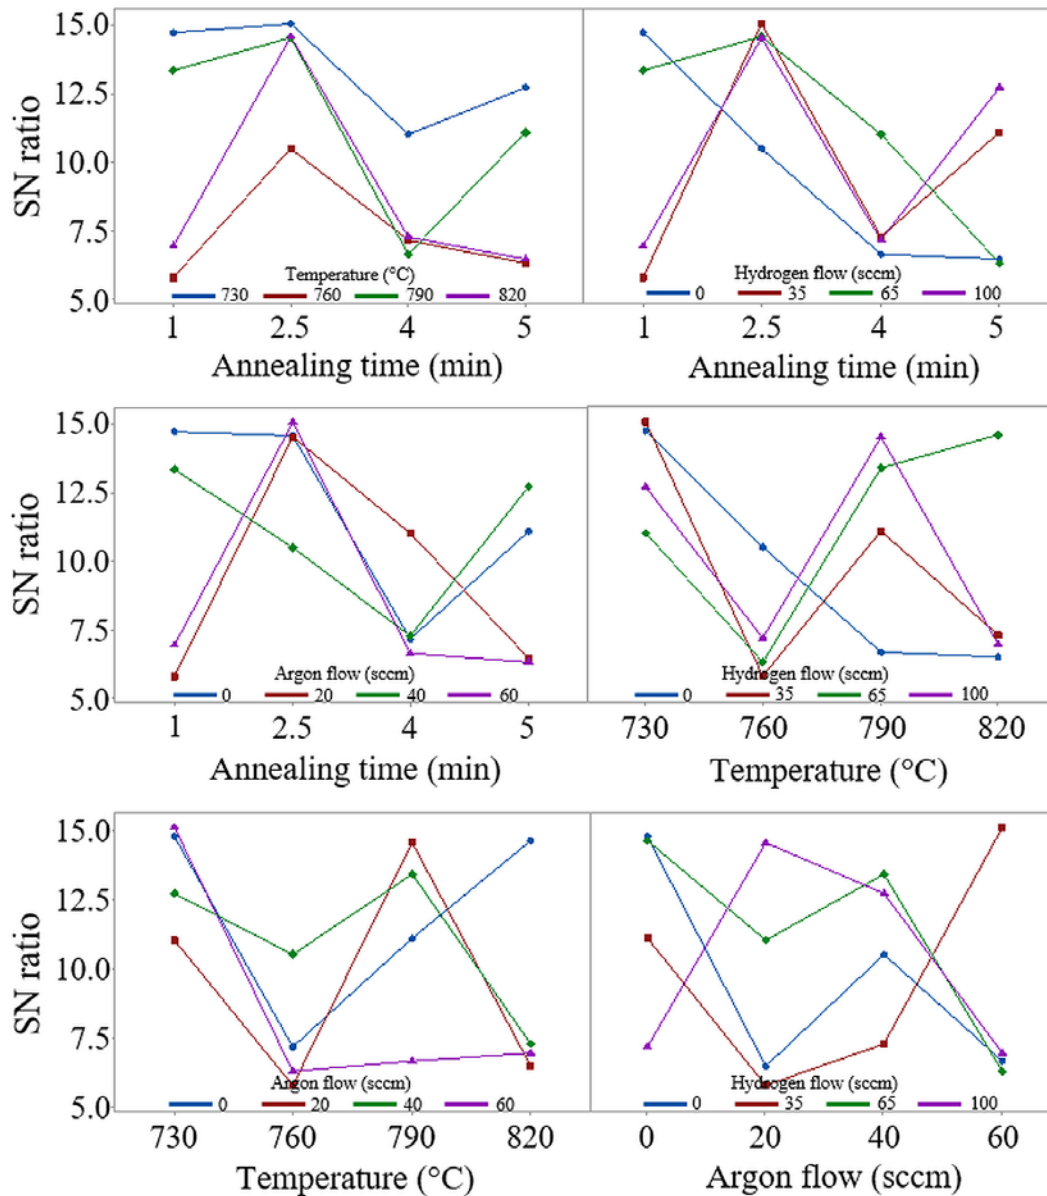 SN ratio
15.0
12.5
10.0
7.5
5.0
Temperature (°C)
730 760 790 820
1 2.5 4 5
Annealing time (min)
Hydrogen flow (sccm)
0 35 65 100
1 2.5 4 5
Annealing time (min)
SN ratio
15.0
12.5
10.0
7.5
5.0
Argon flow (sccm)
0 20 40 60
1 2.5 4 5
Annealing time (min)
Hydrogen flow (sccm)
0 35 65 100
730 760 790 820
Temperature (°C)
SN ratio
15.0
12.5
10.0
7.5
5.0
Argon flow (sccm)
0 20 40 60
730 760 790 820
Temperature (°C)
Hydrogen flow (sccm)
0 35 65 100
0 20 40 60
Argon flow (sccm)